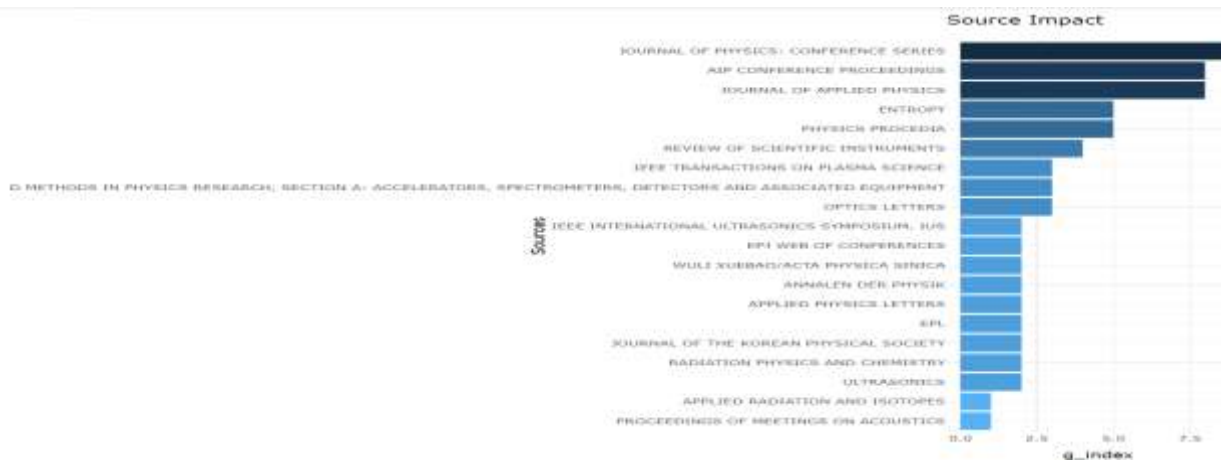 Source Impact
JOURNAL OF PHYSICS: CONFERENCE SERIES
AIP CONFERENCE PROCEEDINGS
JOURNAL OF APPLIED PHYSICS
ENTROPY
PHYSICS PROCEDIA
REVIEW OF SCIENTIFIC INSTRUMENTS
IEEE TRANSACTIONS ON PLASMA SCIENCE
D METHODS IN PHYSICS RESEARCH, SECTION A: ACCELERATORS, SPECTROMETERS, DETECTORS AND ASSOCIATED EQUIPMENT
OPTICS LETTERS
Sources
IEEE INTERNATIONAL ULTRASONICS SYMPOSIUM, IUS
EPJ WEB OF CONFERENCES
WULI XUEBAO/ACTA PHYSICA SINICA
ANNALEN DER PHYSIK
APPLIED PHYSICS LETTERS
EPL
JOURNAL OF THE KOREAN PHYSICAL SOCIETY
RADIATION PHYSICS AND CHEMISTRY
ULTRASONICS
APPLIED RADIATION AND ISOTOPES
PROCEEDINGS OF MEETINGS ON ACOUSTICS
0.0 2.5 5.0 7.5
g_index